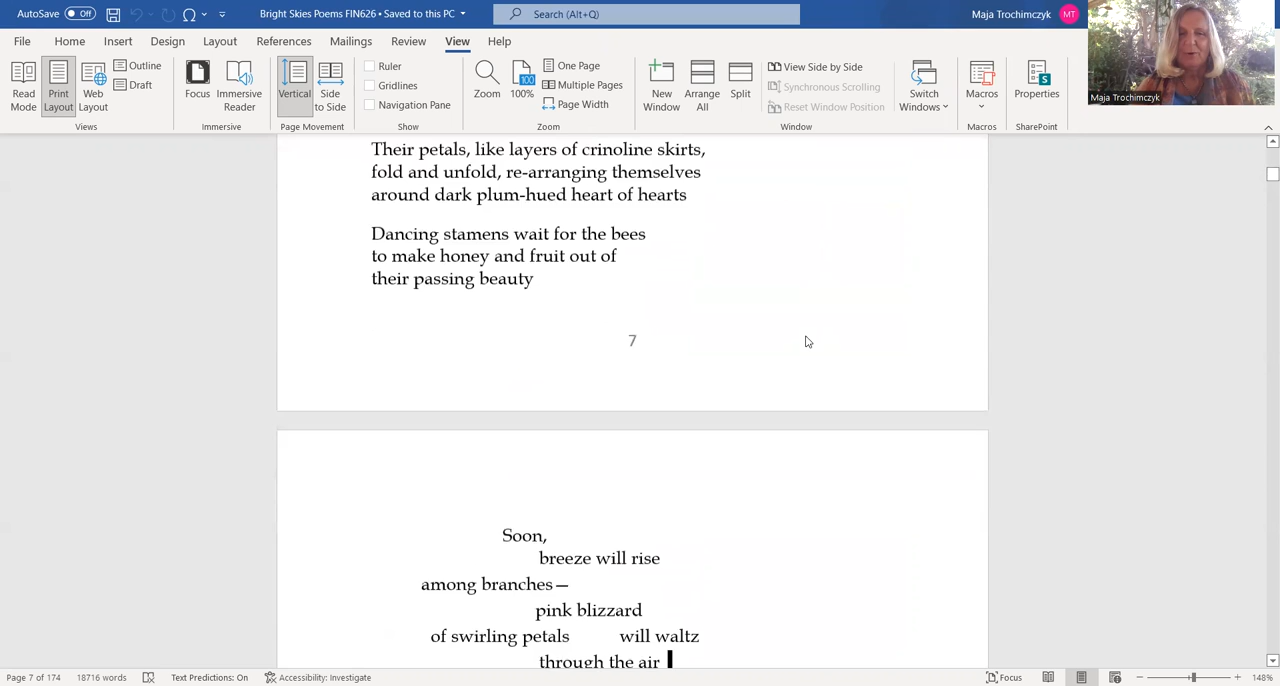 AutoSave Off Bright Skies Poems FIN626 • Saved to this PC Search (Alt+Q) Maja Trochimczyk MT
File Home Insert Design Layout References Mailings Review View Help
Read Mode
Print Layout
Web Layout
Outline
Draft
Views
Focus
Immersive Reader
Immersive
Vertical
Side to Side
Page Movement
Ruler
Gridlines
Navigation Pane
Show
Zoom
100
100%
One Page
Multiple Pages
Page Width
Zoom
New Window
Arrange All
Split
View Side by Side
Synchronous Scrolling
Reset Window Position
Switch Windows
Window
Macros
Macros
Properties
SharePoint
Maja Trochimczyk
Their petals, like layers of crinoline skirts,
fold and unfold, re-arranging themselves
around dark plum-hued heart of hearts
Dancing stamens wait for the bees
to make honey and fruit out of
their passing beauty
7
Soon,
breeze will rise
among branches—
pink blizzard
of swirling petals will waltz
through the air
Page 7 of 174 18716 words Text Predictions: On Accessibility: Investigate Focus 148%